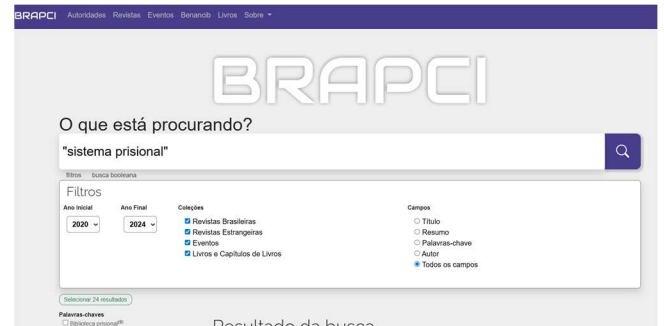 BRAPCI Autoridades Revistas Eventos Benancib Livros Sobre
BRAPCI
O que está procurando?
"sistema prisional"
filtros busca booleana
Filtros
Ano Inicial Ano Final Coleções Campos
2020 2024
Revistas Brasileiras Título
Revistas Estrangeiras Resumo
Eventos Palavras-chave
Livros e Capítulos de Livros Autor
Todos os campos
Selecionar 24 resultados
Palavras-chaves
Biblioteca prisional
Resultado da busca